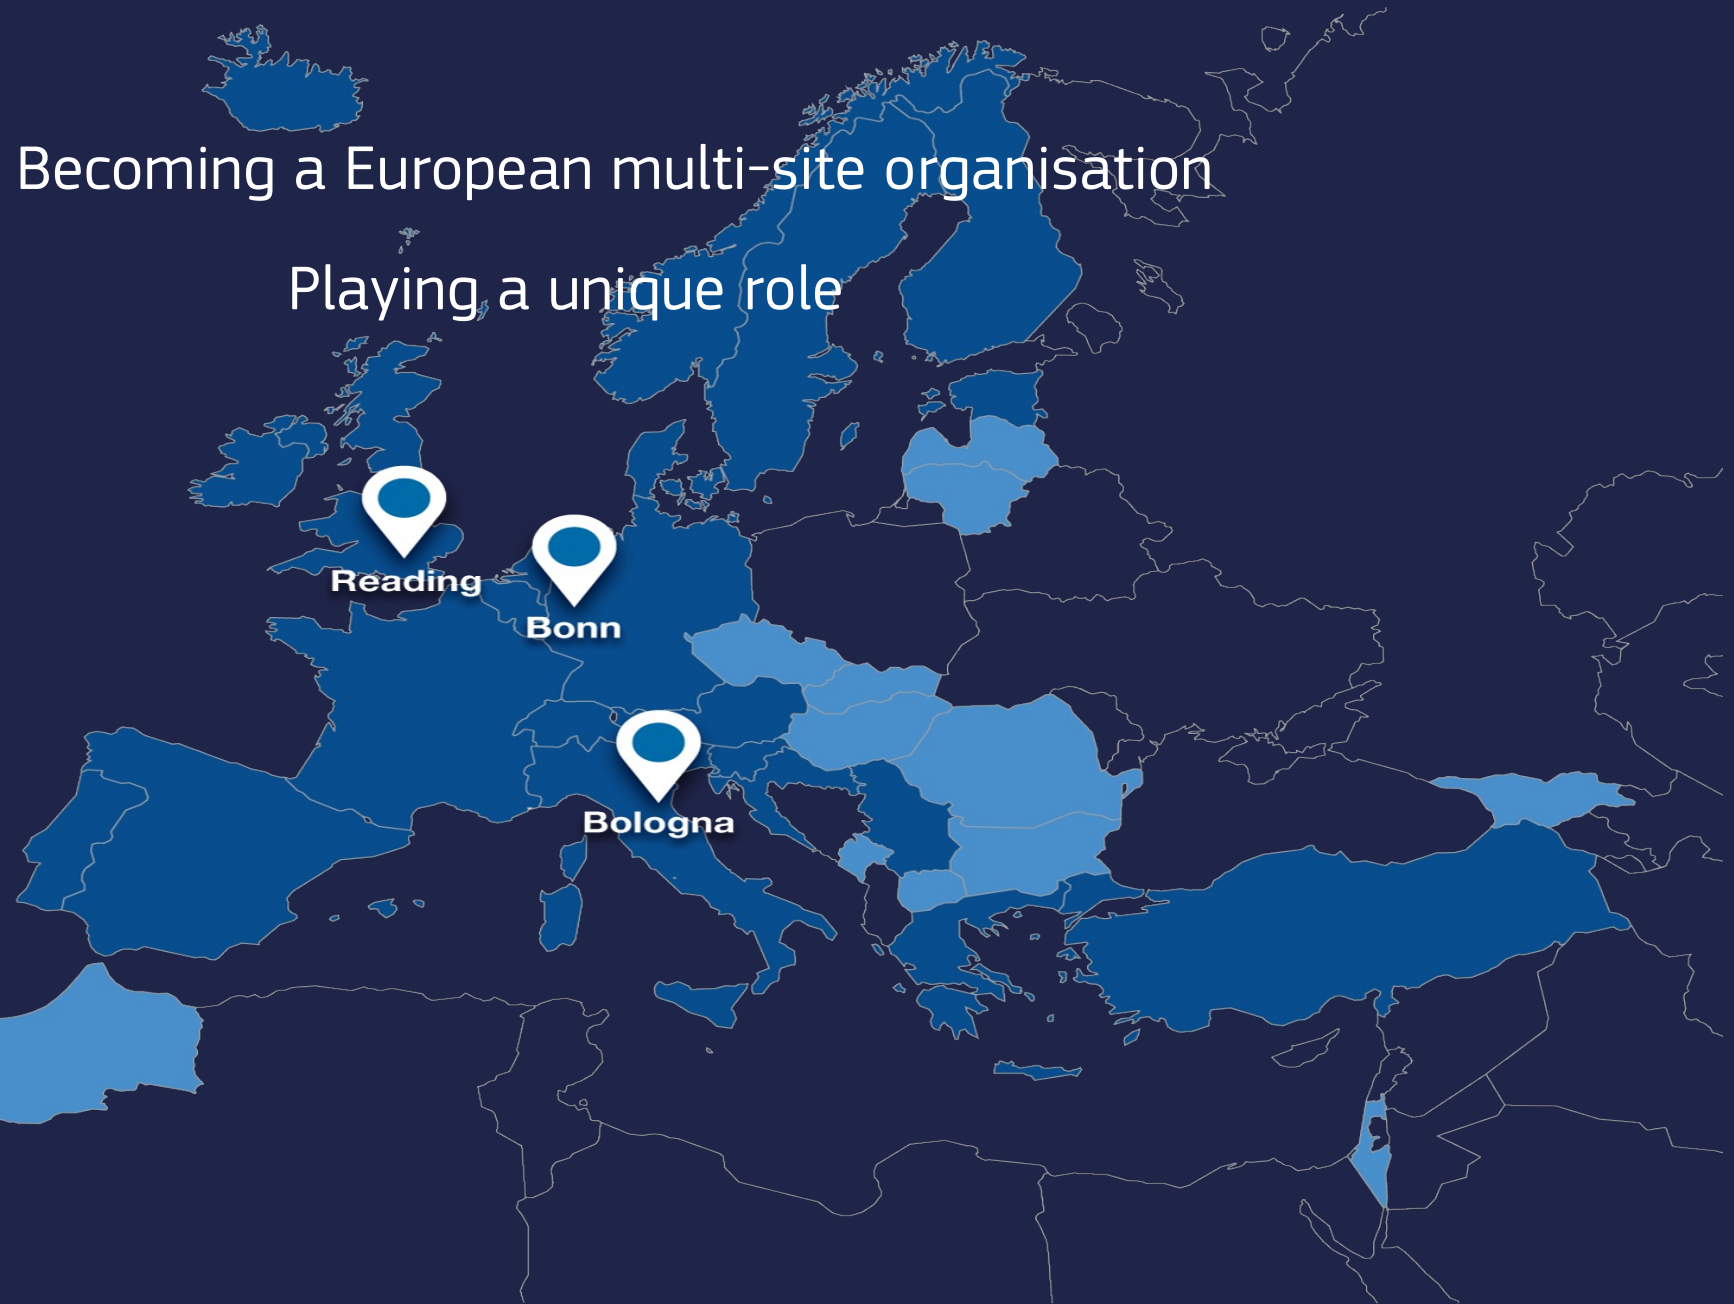 Becoming a European multi-site organisation
Playing a unique role
Reading
Bonn
Bologna